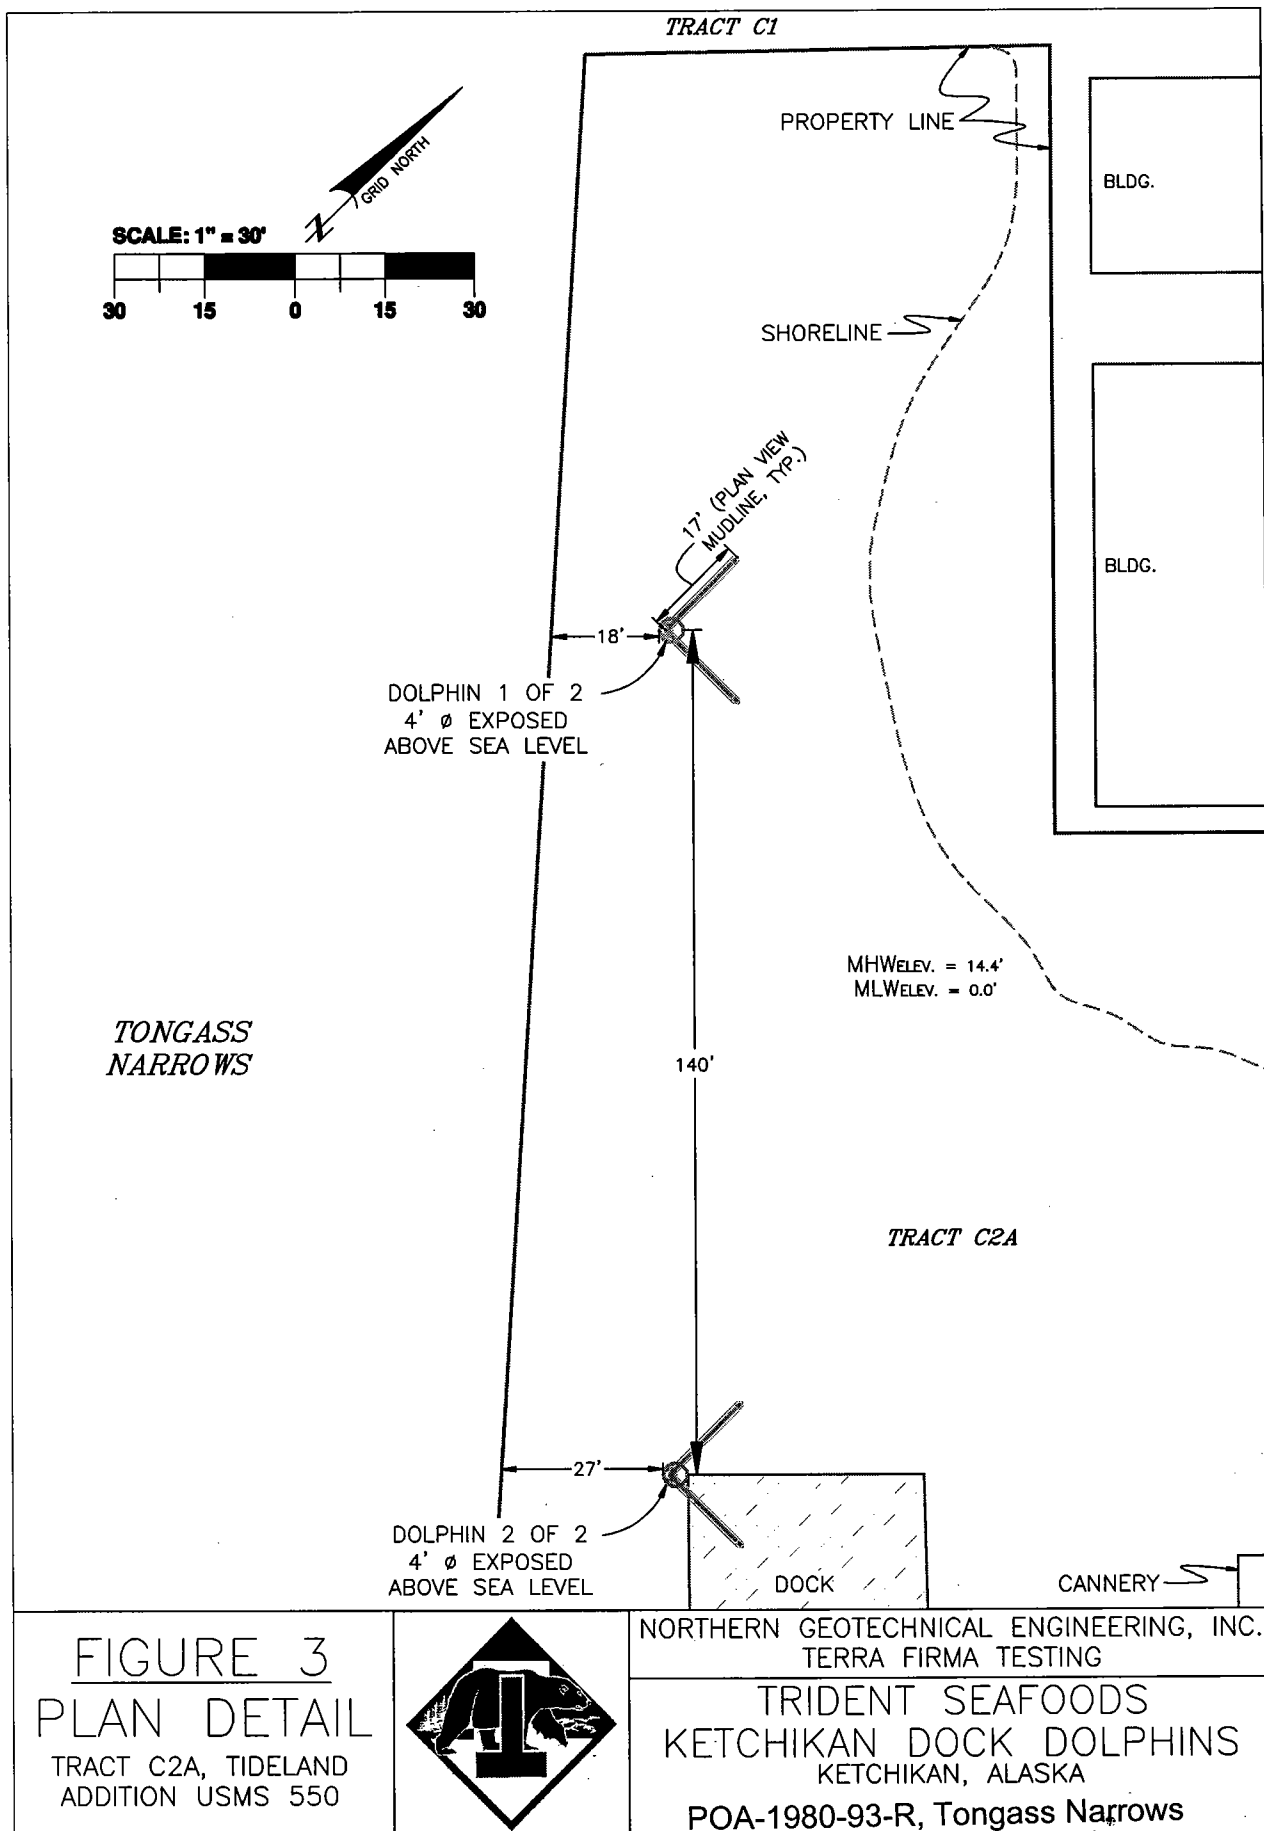 TRACT C1
PROPERTY LINE
BLDG.
GRID NORTH
N
SCALE: 1" = 30'
30 15 0 15 30
SHORELINE
17' (PLAN VIEW
MUDLINE, TYP.)
BLDG.
18'
DOLPHIN 1 OF 2
4' ø EXPOSED
ABOVE SEA LEVEL
MHWELEV. = 14.4'
MLWELEV. = 0.0'
TONGASS
NARROWS
140'
TRACT C2A
27'
DOLPHIN 2 OF 2
4' ø EXPOSED
ABOVE SEA LEVEL
DOCK
CANNERY
FIGURE 3
PLAN DETAIL
TRACT C2A, TIDELAND
ADDITION USMS 550
T
NORTHERN GEOTECHNICAL ENGINEERING, INC.
TERRA FIRMA TESTING
TRIDENT SEAFOODS
KETCHIKAN DOCK DOLPHINS
KETCHIKAN, ALASKA
POA-1980-93-R, Tongass Narrows